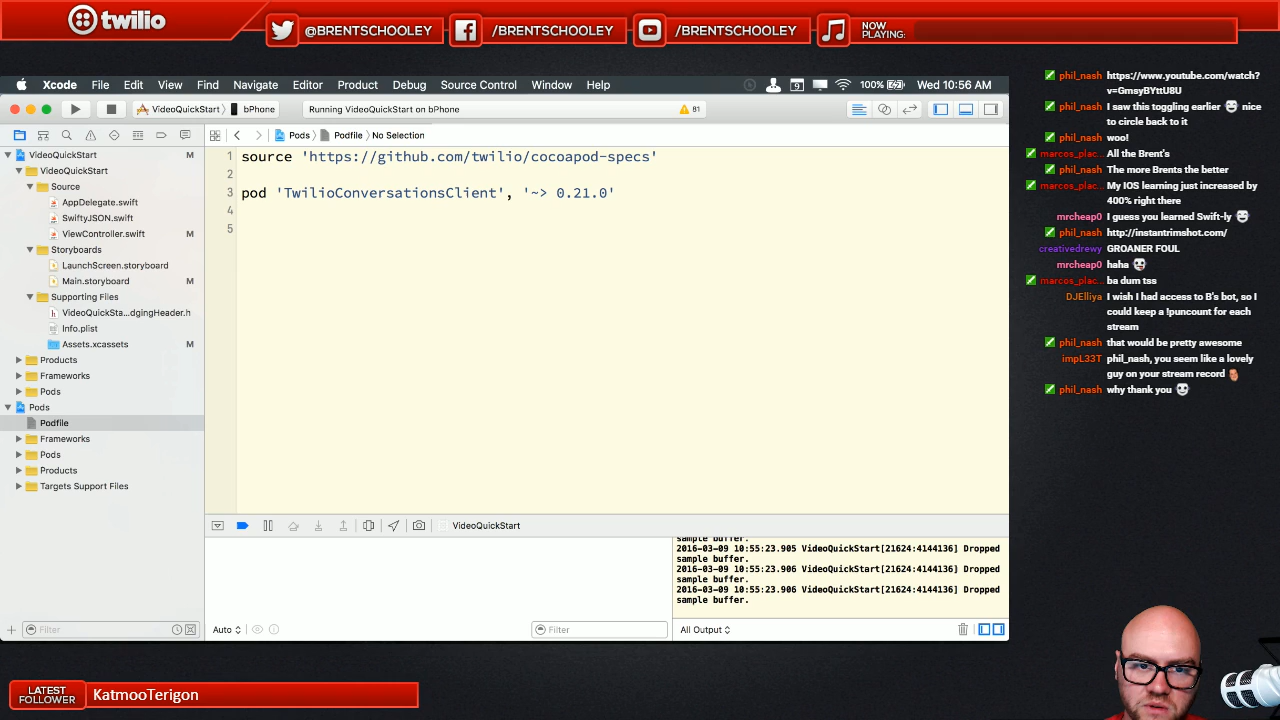 twilio
@BRENTSCHOOLEY
/BRENTSCHOOLEY
/BRENTSCHOOLEY
NOW
PLAYING:
Xcode File Edit View Find Navigate Editor Product Debug Source Control Window Help
9
100%
Wed 10:56 AM
VideoQuickStart
bPhone
Running VideoQuickStart on bPhone
81
Pods
Podfile
No Selection
VideoQuickStart M
VideoQuickStart
Source
AppDelegate.swift
SwiftyJSON.swift
ViewController.swift M
Storyboards
LaunchScreen.storyboard
Main.storyboard M
Supporting Files
VideoQuickSta...dgingHeader.h
Info.plist
Assets.xcassets M
Products
Frameworks
Pods
Pods
Podfile
Frameworks
Pods
Products
Targets Support Files
Filter
1 source 'https://github.com/twilio/cocoapod-specs'
2
3 pod 'TwilioConversationsClient', '~> 0.21.0'
4
5
VideoQuickStart
sample buffer.
2016-03-09 10:55:23.905 VideoQuickStart[21624:4144136] Dropped
sample buffer.
2016-03-09 10:55:23.906 VideoQuickStart[21624:4144136] Dropped
sample buffer.
2016-03-09 10:55:23.906 VideoQuickStart[21624:4144136] Dropped
sample buffer.
Auto
Filter
All Output
phil_nash https://www.youtube.com/watch?
v=GmsyBYttU8U
phil_nash I saw this toggling earlier nice
to circle back to it
phil_nash woo!
marcos_plac... All the Brent's
phil_nash The more Brents the better
marcos_plac... My IOS learning just increased by
400% right there
mrcheap0 I guess you learned Swift-ly
phil_nash http://instantrimshot.com/
creativedrewy GROANER FOUL
mrcheap0 haha
marcos_plac... ba dum tss
DJElliya I wish I had access to B's bot, so I
could keep a !puncount for each
stream
phil_nash that would be pretty awesome
impL33T phil_nash, you seem like a lovely
guy on your stream record
phil_nash why thank you
LATEST
FOLLOWER
KatmooTerigon